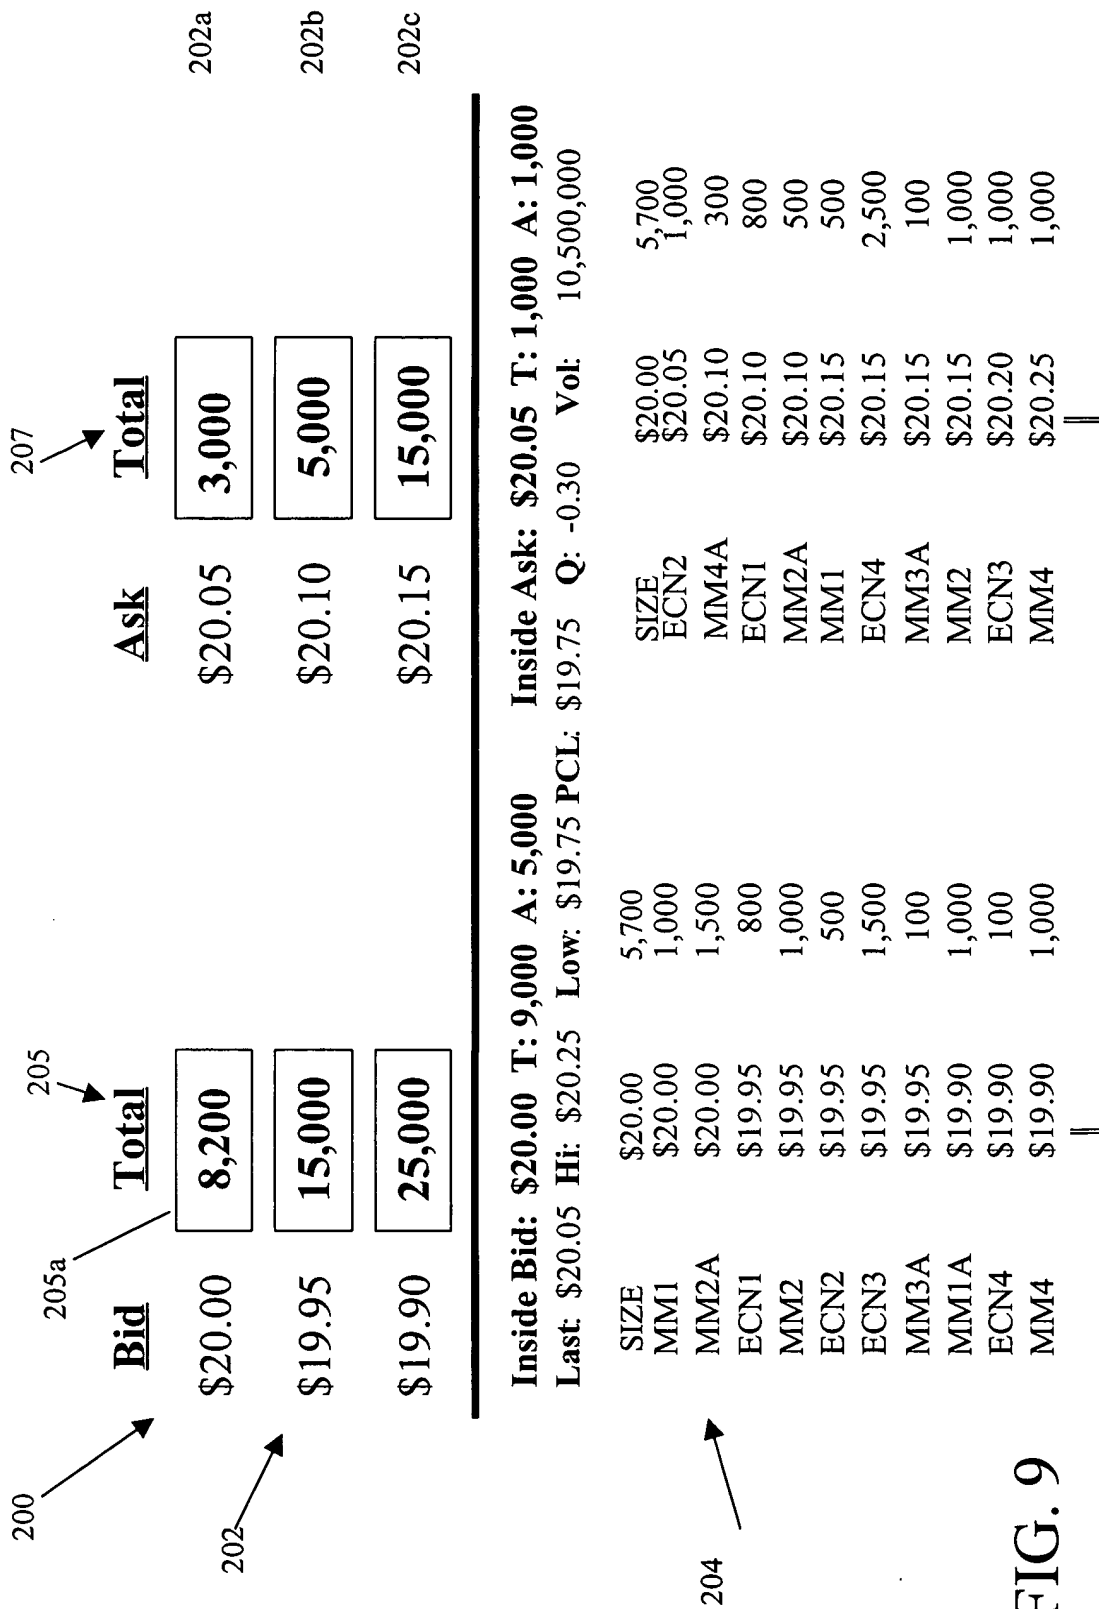 200
205
207
205a
Bid Total Ask Total
$20.00 8,200 $20.05 3,000 202a
202
$19.95 15,000 $20.10 5,000 202b
$19.90 25,000 $20.15 15,000 202c
Inside Bid: $20.00 T: 9,000 A: 5,000 Inside Ask: $20.05 T: 1,000 A: 1,000
Last: $20.05 Hi: $20.25 Low: $19.75 PCL: $19.75 Q: -0.30 Vol: 10,500,000
204
SIZE $20.00 5,700 SIZE $20.00 5,700
MM1 $20.00 1,000 ECN2 $20.05 1,000
MM2A $20.00 1,500 MM4A $20.10 300
ECN1 $19.95 800 ECN1 $20.10 800
MM2 $19.95 1,000 MM2A $20.10 500
ECN2 $19.95 500 MM1 $20.15 500
ECN3 $19.95 1,500 ECN4 $20.15 2,500
MM3A $19.95 100 MM3A $20.15 100
MM1A $19.90 1,000 MM2 $20.15 1,000
ECN4 $19.90 100 ECN3 $20.20 1,000
MM4 $19.90 1,000 MM4 $20.25 1,000
FIG. 9